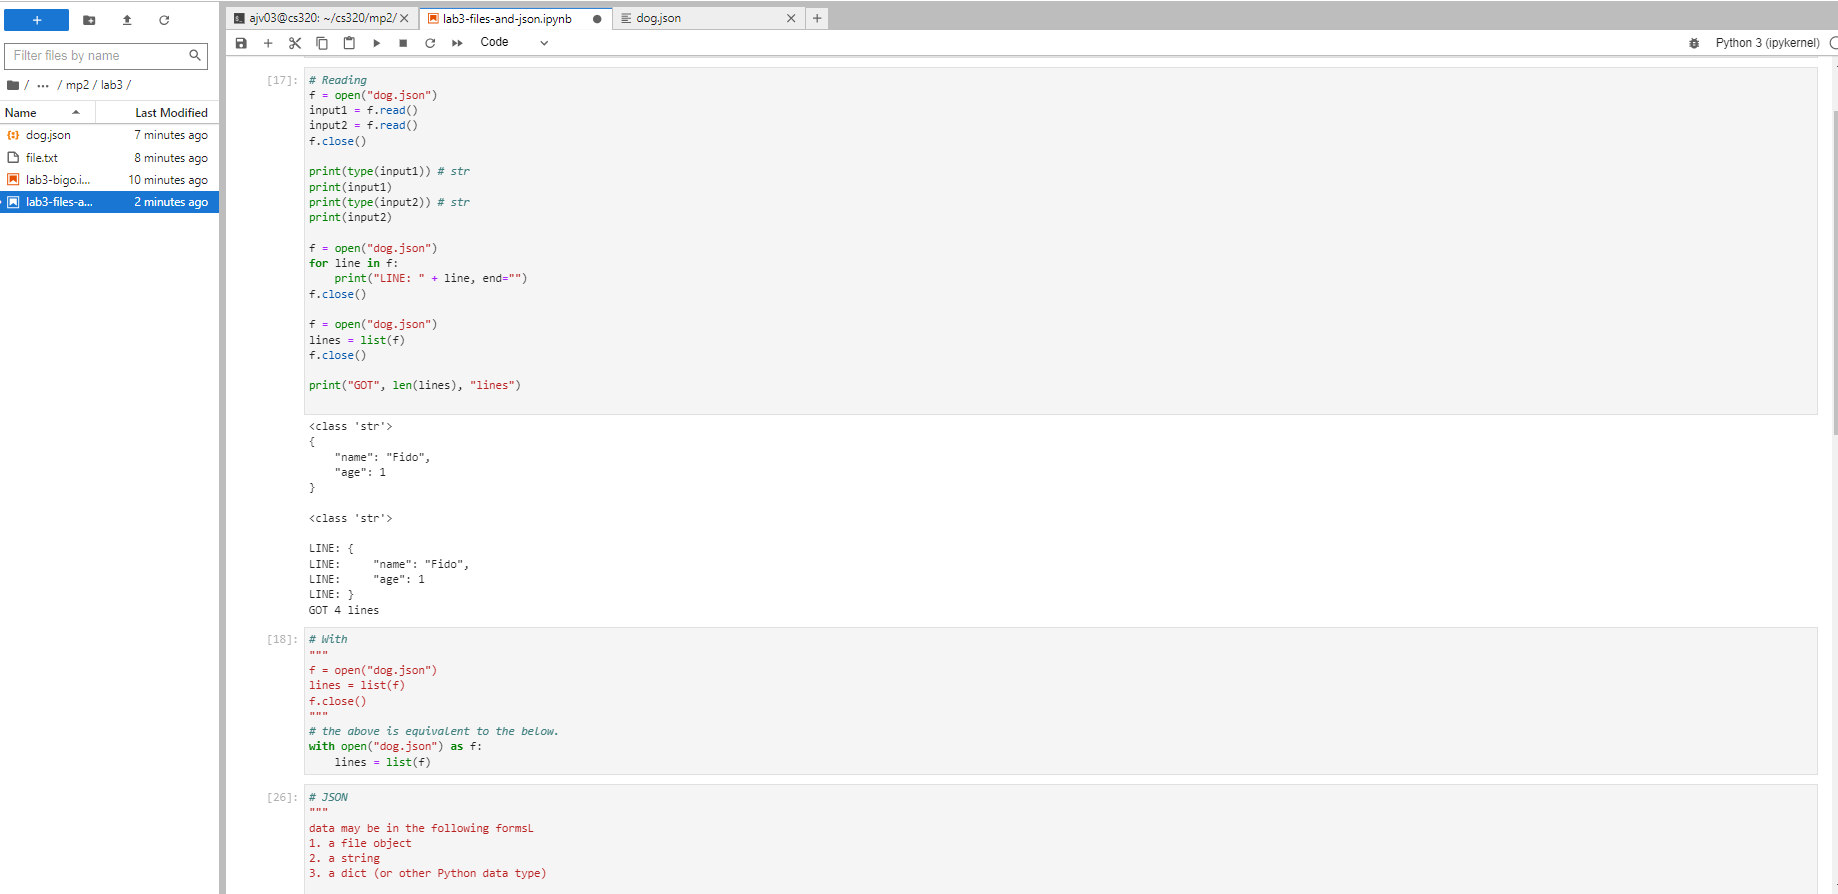 ajv03@cs320: ~/cs320/mp2/
lab3-files-and-json.ipynb
dog.json
Code
Python 3 (ipykernel)
Filter files by name
/ ... / mp2 / lab3 /
Name Last Modified
dog.json 7 minutes ago
file.txt 8 minutes ago
lab3-bigo.i... 10 minutes ago
lab3-files-a... 2 minutes ago
[17]:
# Reading
f = open("dog.json")
input1 = f.read()
input2 = f.read()
f.close()
print(type(input1)) # str
print(input1)
print(type(input2)) # str
print(input2)
f = open("dog.json")
for line in f:
    print("LINE: " + line, end="")
f.close()
f = open("dog.json")
lines = list(f)
f.close()
print("GOT", len(lines), "lines")
<class 'str'>
{
    "name": "Fido",
    "age": 1
}
<class 'str'>
LINE: {
LINE:     "name": "Fido",
LINE:     "age": 1
LINE: }
GOT 4 lines
[18]:
# With
"""
f = open("dog.json")
lines = list(f)
f.close()
"""
# the above is equivalent to the below.
with open("dog.json") as f:
    lines = list(f)
[26]:
# JSON
"""
data may be in the following formsL
1. a file object
2. a string
3. a dict (or other Python data type)